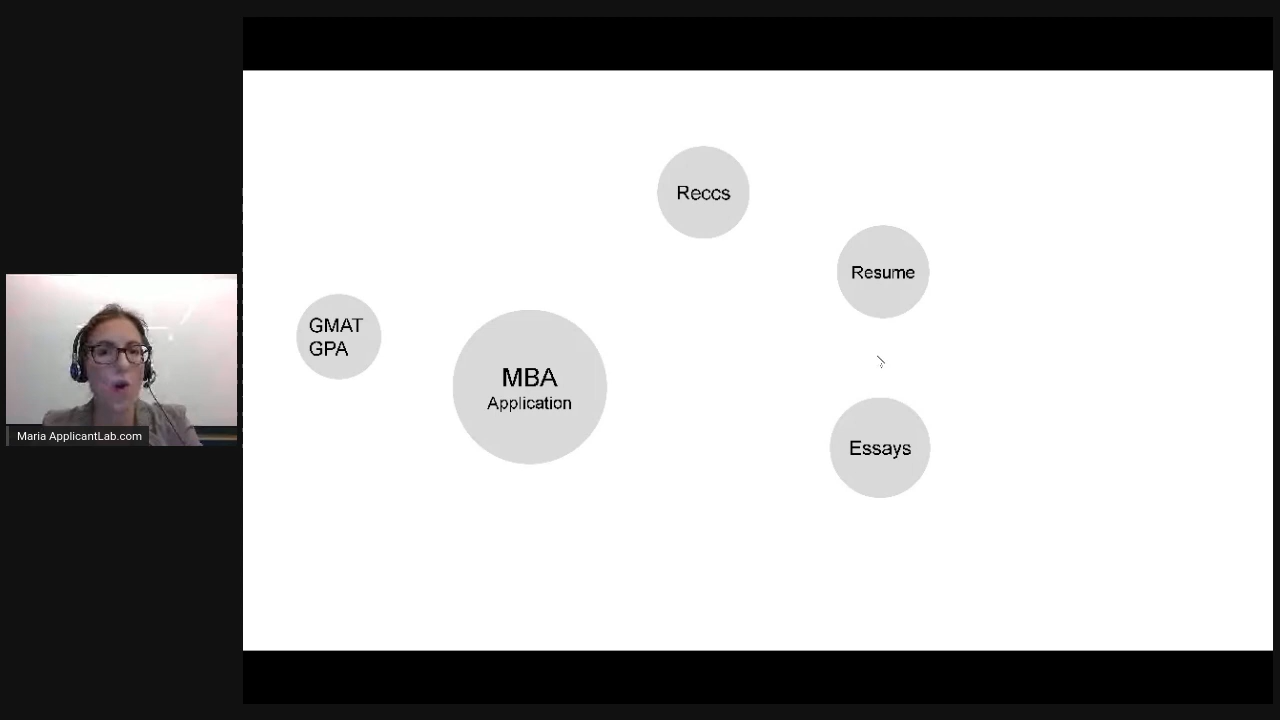 Reccs
Resume
GMAT
GPA
MBA
Application
Essays
Maria ApplicantLab.com